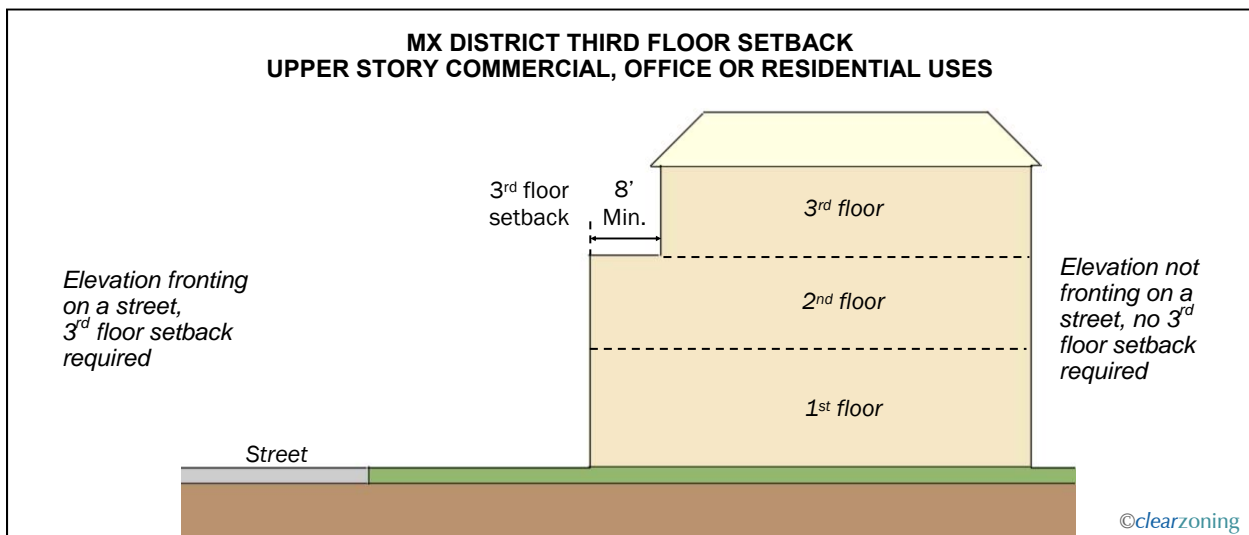 MX DISTRICT THIRD FLOOR SETBACK
UPPER STORY COMMERCIAL, OFFICE OR RESIDENTIAL USES
3rd floor
setback
8’
Min.
3rd floor
Elevation fronting
on a street,
3rd floor setback
required
2nd floor
Elevation not
fronting on a
street, no 3rd
floor setback
required
1st floor
Street
©clearzoning